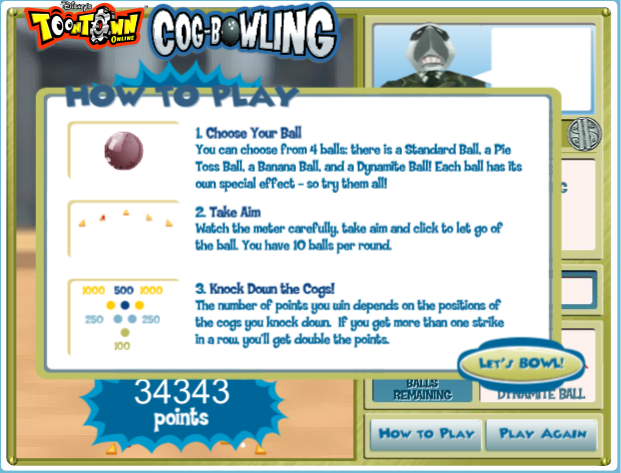 Disney's
TOONTOWN
ONLINE
COG-BOWLING
HOW TO PLAY
1. Choose Your Ball
You can choose from 4 balls: there is a Standard Ball, a Pie
Toss Ball, a Banana Ball, and a Dynamite Ball! Each ball has its
own special effect - so try them all!
2. Take Aim
Watch the meter carefully, take aim and click to let go of
the ball. You have 10 balls per round.
1000 500 1000
250 250
100
3. Knock Down the Cogs!
The number of points you win depends on the positions of
the cogs you knock down. If you get more than one strike
in a row, you'll get double the points.
LET'S BOWL!
34343
points
BALLS
REMAINING
DYNAMITE BALL
HOW TO PLAY
PLAY AGAIN